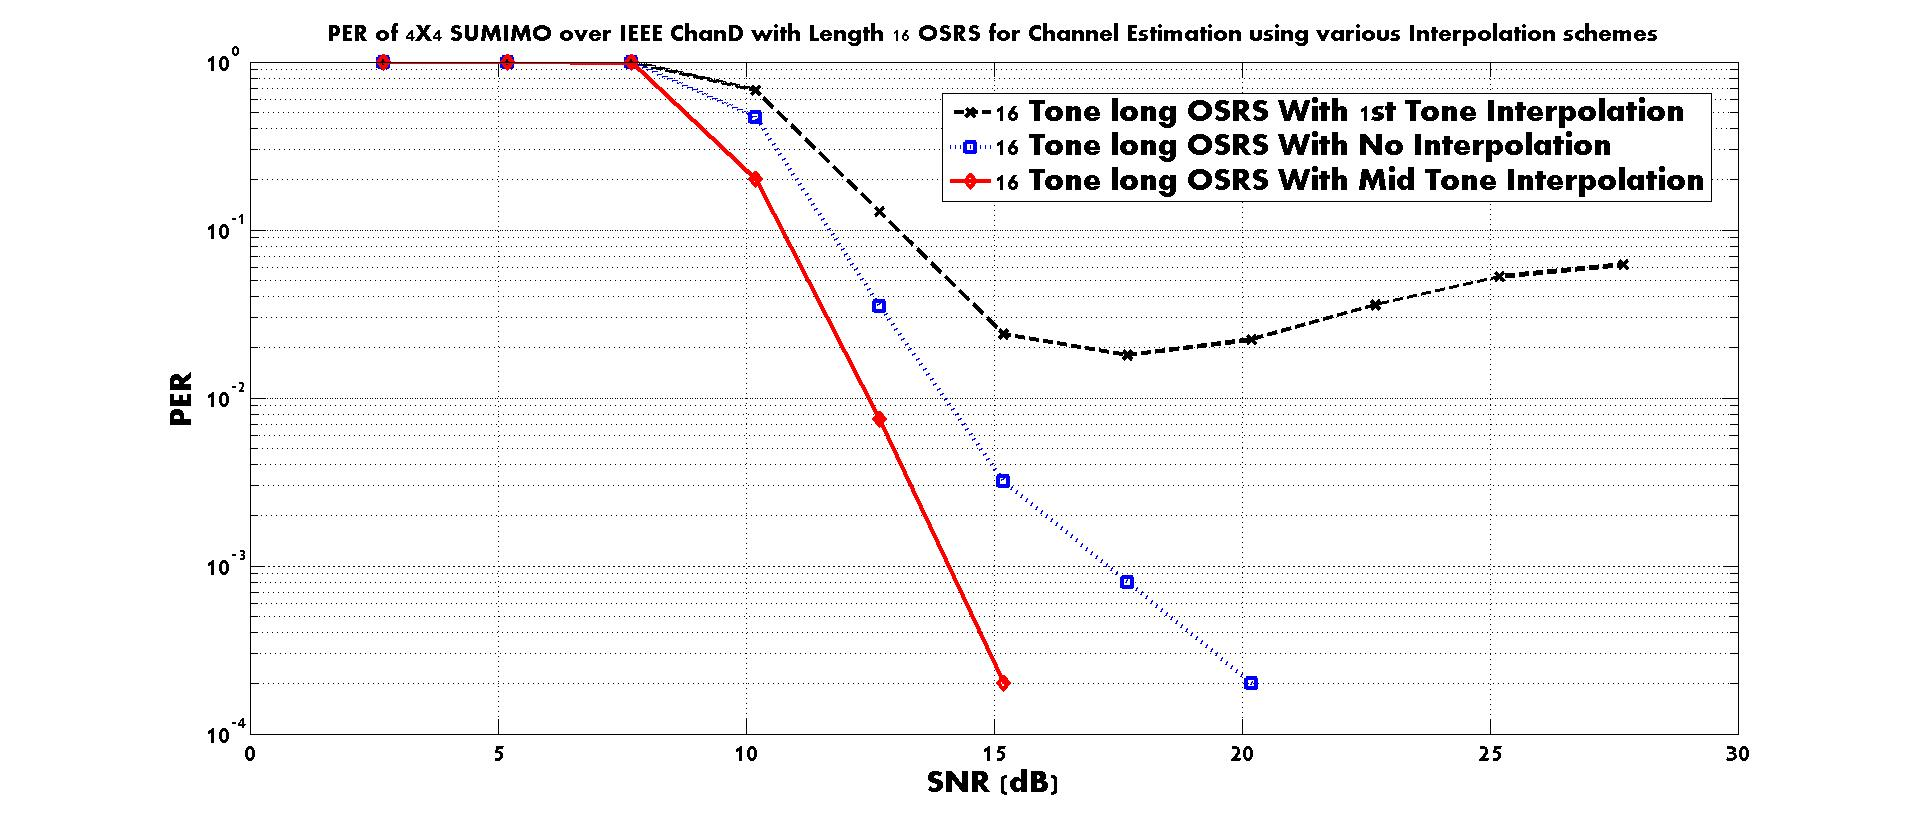 PER of 4X4 SUMIMO over IEEE ChanD with Length 16 OSRS for Channel Estimation using various Interpolation schemes
16 Tone long OSRS With 1st Tone Interpolation
16 Tone long OSRS With No Interpolation
16 Tone long OSRS With Mid Tone Interpolation
PER
10^0
10^-1
10^-2
10^-3
10^-4
0 5 10 15 20 25 30
SNR (dB)